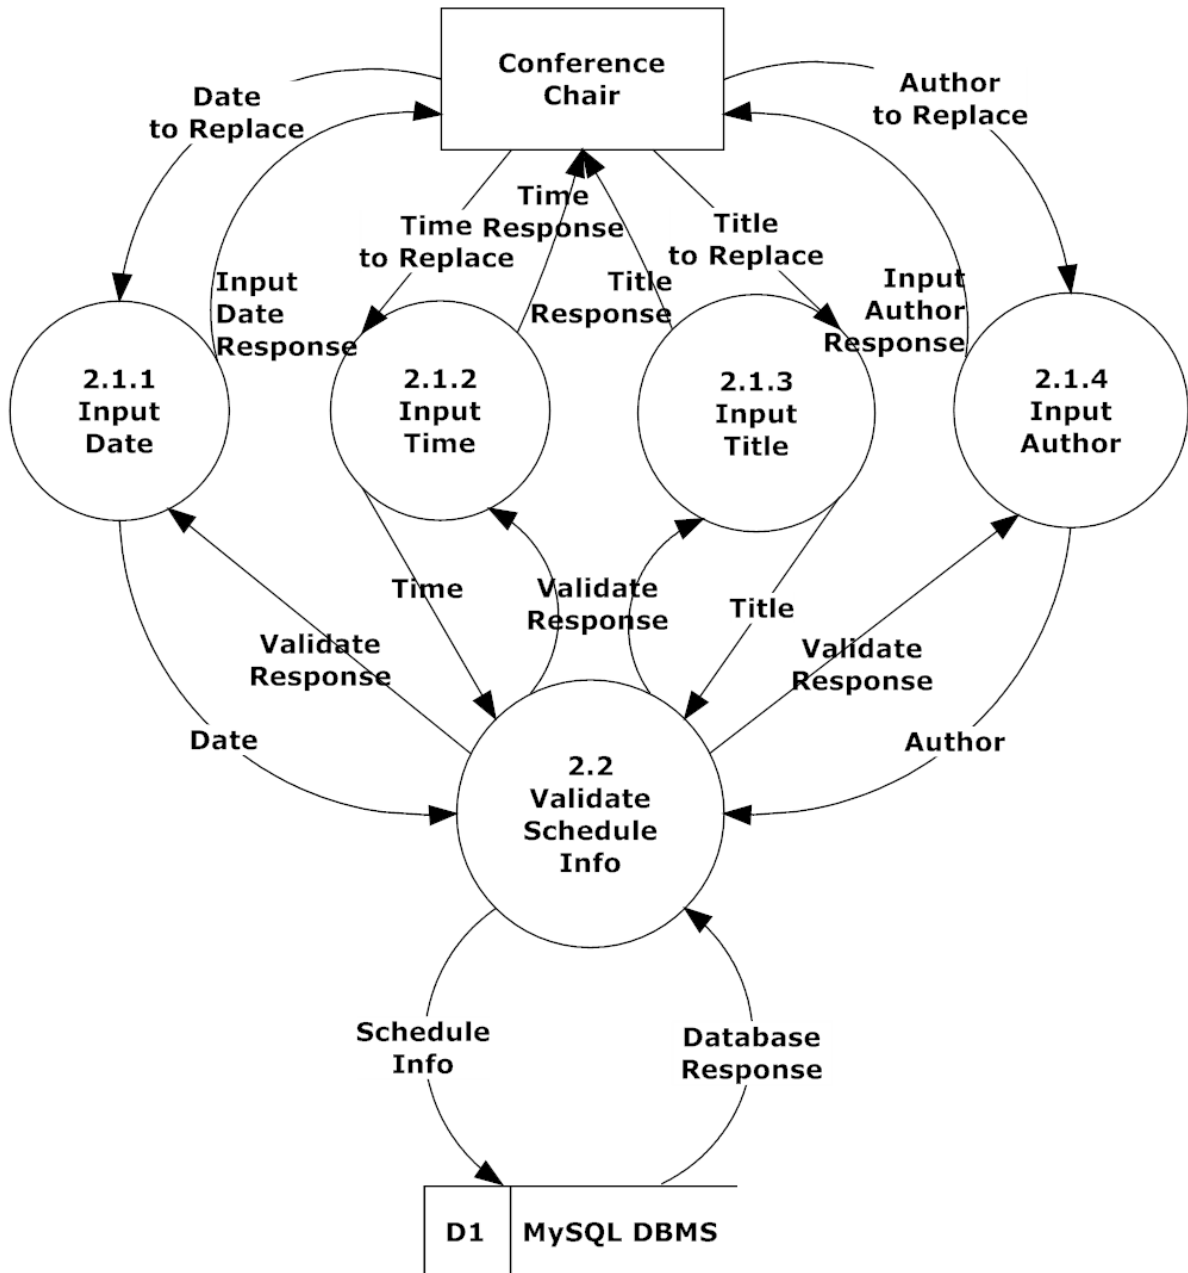 Conference
Chair
Date
to Replace
Author
to Replace
Time
Response
Time
to Replace
Title
to Replace
Input
Date
Response
Title
Response
Input
Author
Response
2.1.1
Input
Date
2.1.2
Input
Time
2.1.3
Input
Title
2.1.4
Input
Author
Time
Validate
Response
Title
Validate
Response
Validate
Response
Date
Author
2.2
Validate
Schedule
Info
Schedule
Info
Database
Response
D1
MySQL DBMS